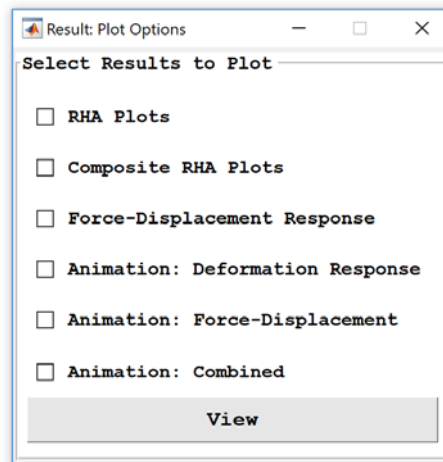 Result: Plot Options
Select Results to Plot
RHA Plots
Composite RHA Plots
Force-Displacement Response
Animation: Deformation Response
Animation: Force-Displacement
Animation: Combined
View